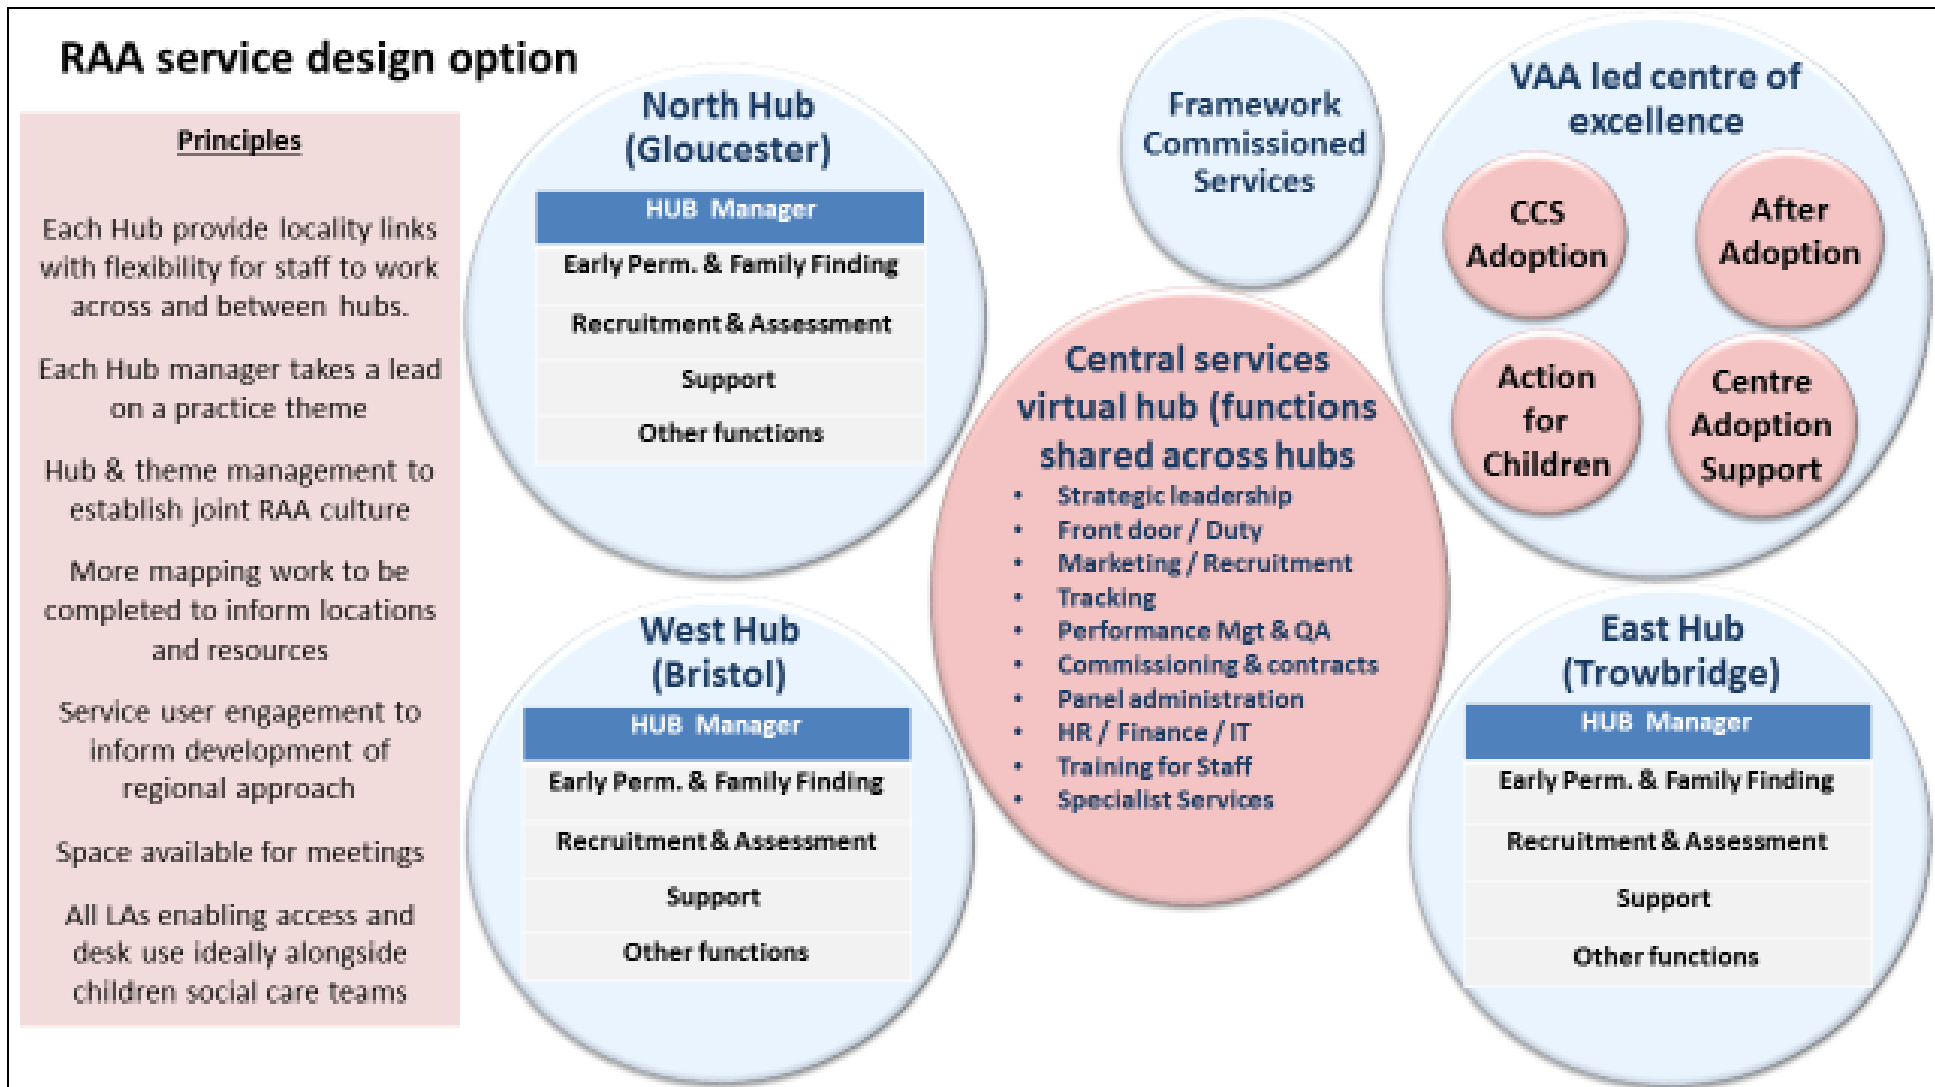 RAA service design option
Principles
Each Hub provide locality links
with flexibility for staff to work
across and between hubs.
Each Hub manager takes a lead
on a practice theme
Hub & theme management to
establish joint RAA culture
More mapping work to be
completed to inform locations
and resources
Service user engagement to
inform development of
regional approach
Space available for meetings
All LAs enabling access and
desk use ideally alongside
children social care teams
North Hub
(Gloucester)
HUB Manager
Early Perm. & Family Finding
Recruitment & Assessment
Support
Other functions
West Hub
(Bristol)
HUB Manager
Early Perm. & Family Finding
Recruitment & Assessment
Support
Other functions
Framework
Commissioned
Services
Central services
virtual hub (functions
shared across hubs
• Strategic leadership
• Front door / Duty
• Marketing / Recruitment
• Tracking
• Performance Mgt & QA
• Commissioning & contracts
• Panel administration
• HR / Finance / IT
• Training for Staff
• Specialist Services
VAA led centre of
excellence
CCS
Adoption
After
Adoption
Action
for
Children
Centre
Adoption
Support
East Hub
(Trowbridge)
HUB Manager
Early Perm. & Family Finding
Recruitment & Assessment
Support
Other functions